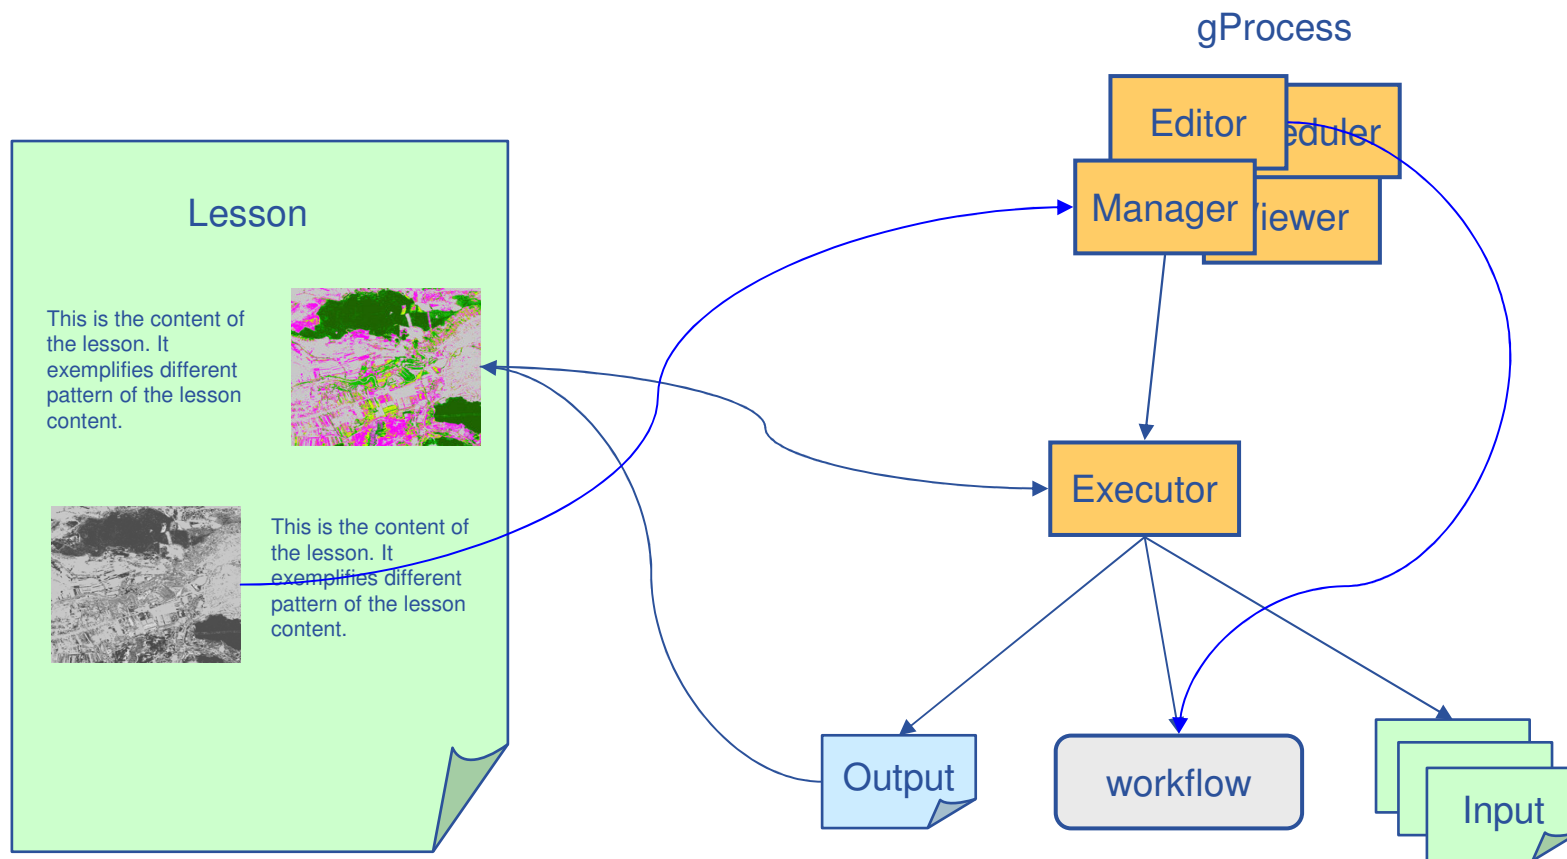 gProcess
Editor
eduler
Manager
iewer
Lesson
This is the content of
the lesson. It
exemplifies different
pattern of the lesson
content.
Executor
This is the content of
the lesson. It
exemplifies different
pattern of the lesson
content.
Output
workflow
Input